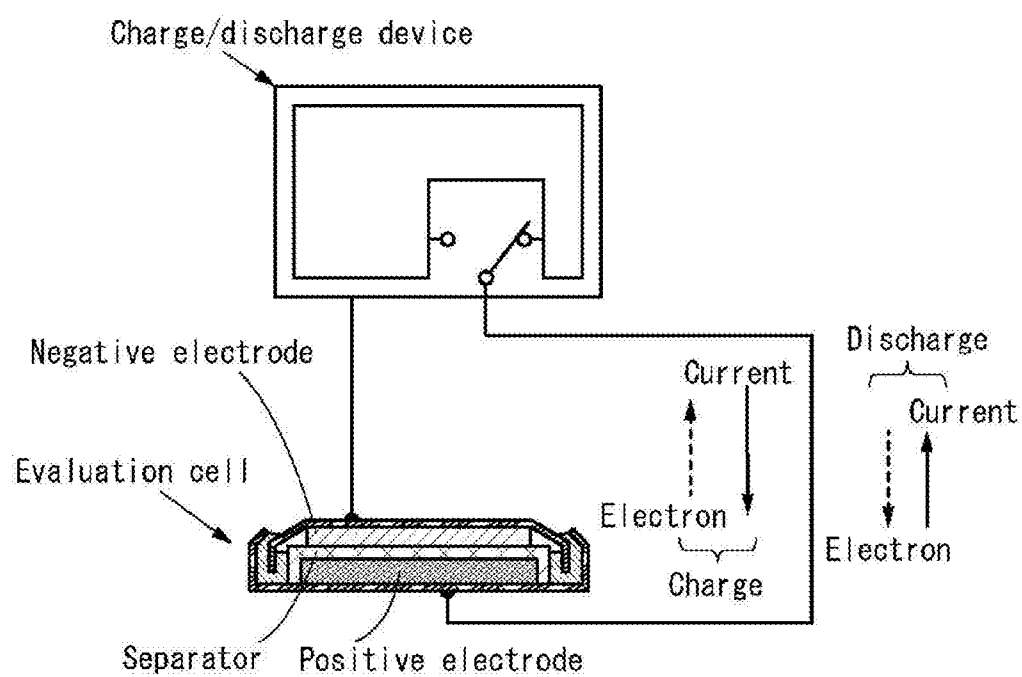 Charge/discharge device
Negative electrode
Evaluation cell
Separator
Positive electrode
Current
Electron
Charge
Discharge
Current
Electron